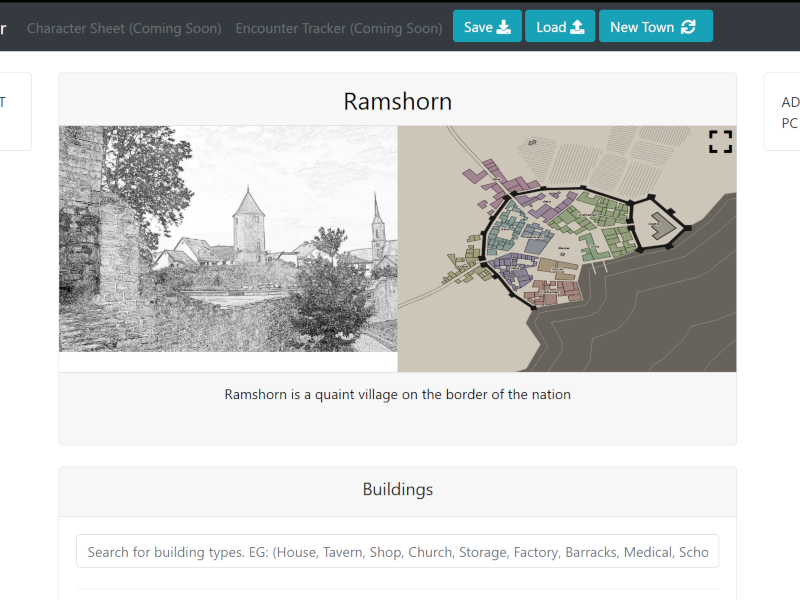 r Character Sheet (Coming Soon) Encounter Tracker (Coming Soon) Save Load New Town
T
AD
PC
Ramshorn
Ramshorn is a quaint village on the border of the nation
Buildings
Search for building types. EG: (House, Tavern, Shop, Church, Storage, Factory, Barracks, Medical, Scho